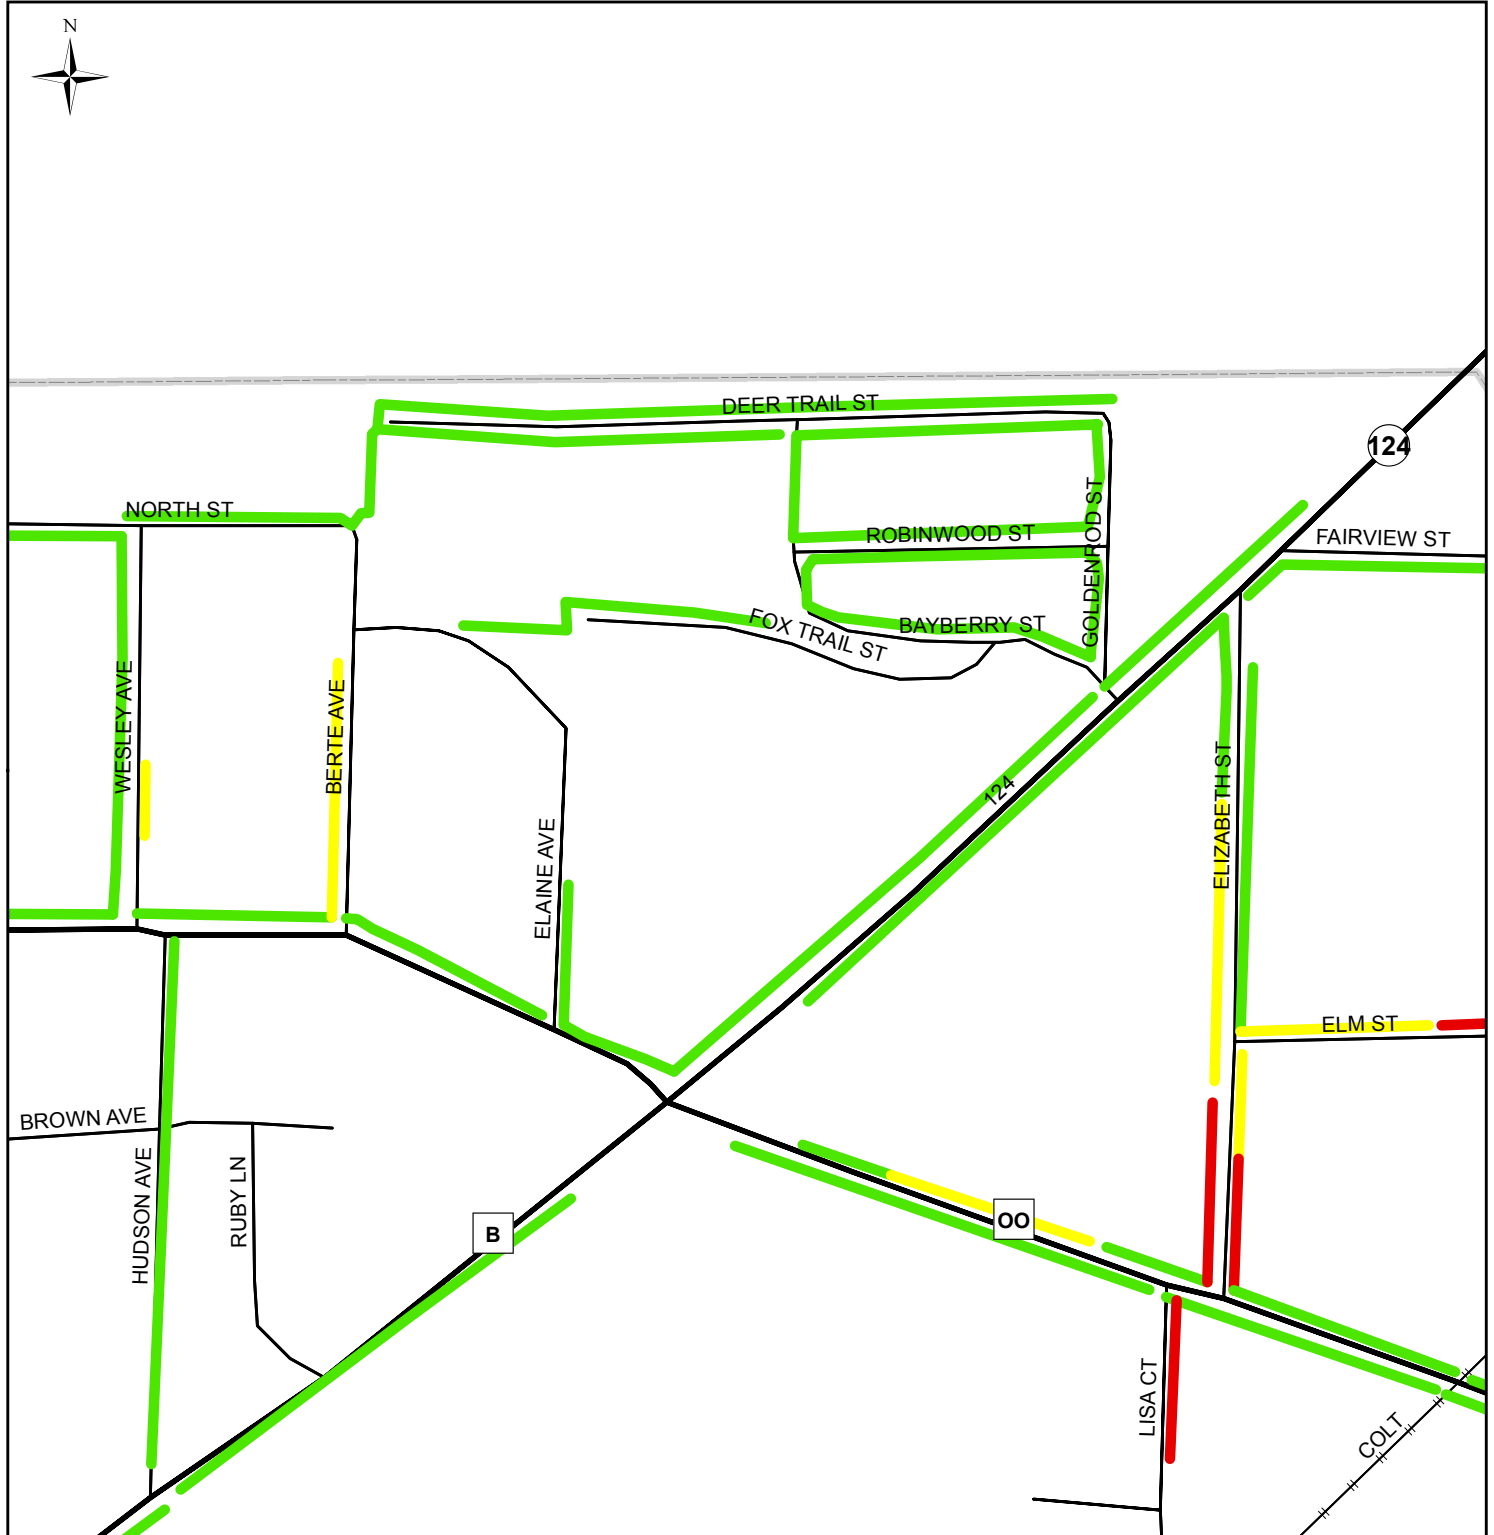 N
DEER TRAIL ST
124
NORTH ST
ROBINWOOD ST
GOLDENROD ST
FAIRVIEW ST
FOX TRAIL ST
BAYBERRY ST
WESLEY AVE
BERTE AVE
124
ELIZABETH ST
ELAINE AVE
ELM ST
BROWN AVE
HUDSON AVE
RUBY LN
B
OO
LISA CT
COLT